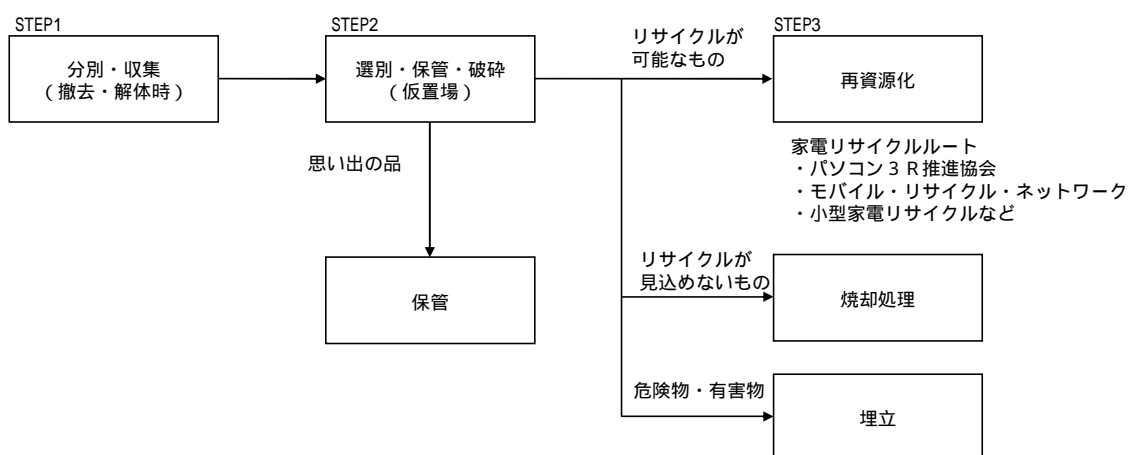 STEP1
分別・収集
(撤去・解体時)
STEP2
選別・保管・破砕
(仮置場)
リサイクルが
可能なもの
STEP3
再資源化
家電リサイクルルート
・パソコン3R推進協会
・モバイル・リサイクル・ネットワーク
・小型家電リサイクルなど
思い出の品
保管
リサイクルが
見込めないもの
焼却処理
危険物・有害物
埋立